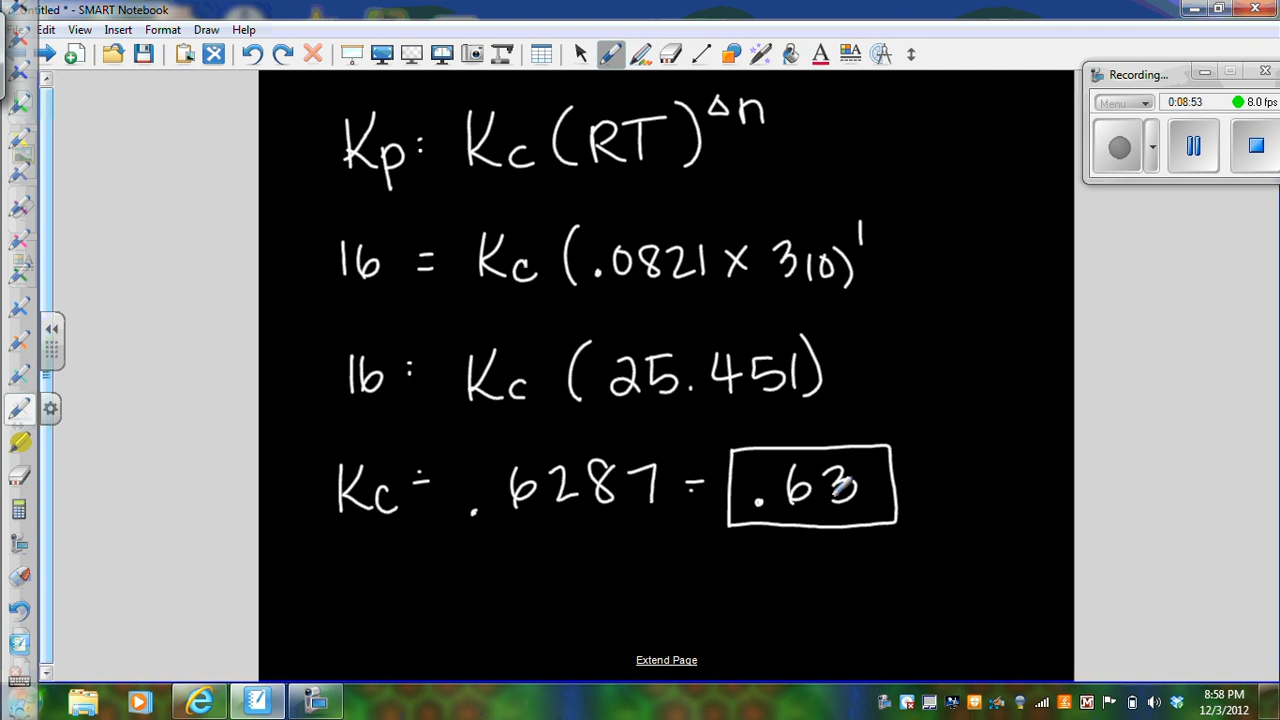 Untitled * - SMART Notebook
File Edit View Insert Format Draw Help
Recording...
Menu 0:08:53 8.0 fps
Kp = Kc (RT)^Δn
16 = Kc (.0821 x 310)^1
16 = Kc (25.451)
Kc = .6287 = .63
Extend Page
8:58 PM
12/3/2012